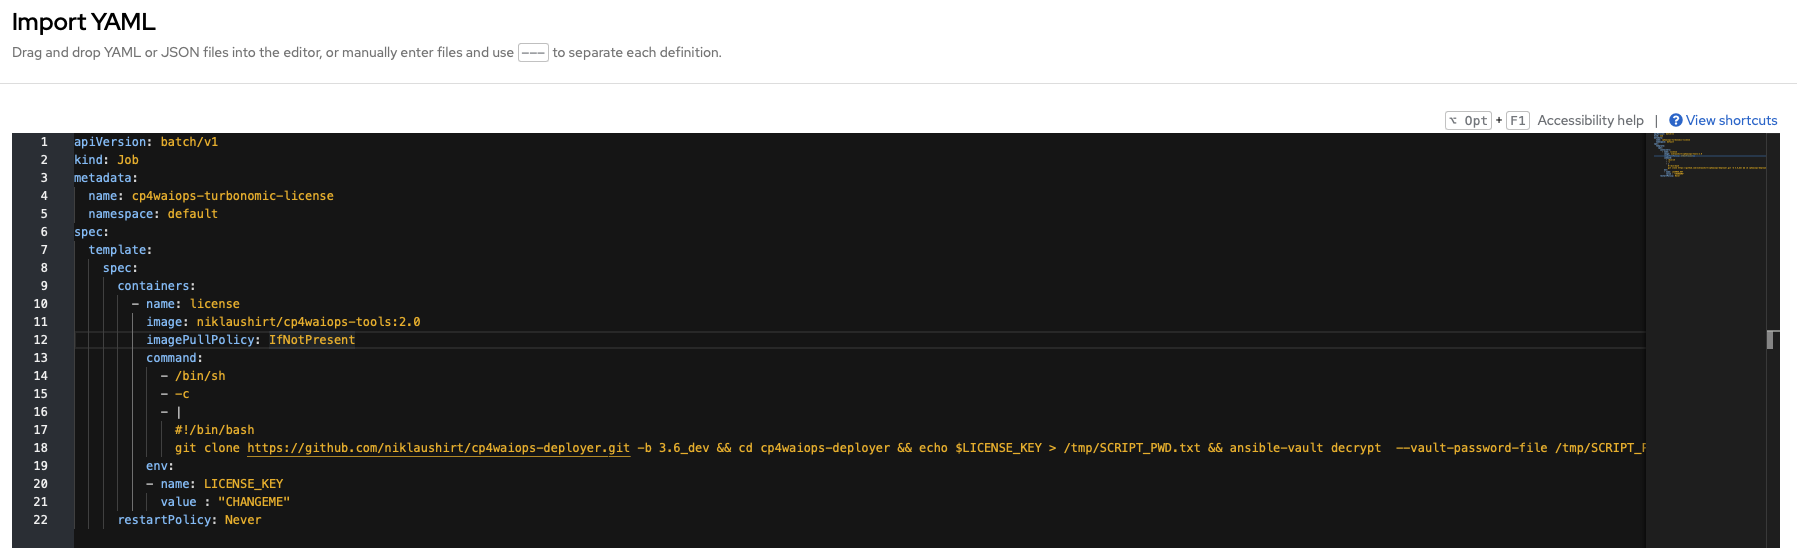 Import YAML
Drag and drop YAML or JSON files into the editor, or manually enter files and use --- to separate each definition.
⌥ Opt + F1 Accessibility help | View shortcuts
1 apiVersion: batch/v1
2 kind: Job
3 metadata:
4   name: cp4waiops-turbonomic-license
5   namespace: default
6 spec:
7   template:
8     spec:
9       containers:
10         - name: license
11           image: niklaushirt/cp4waiops-tools:2.0
12           imagePullPolicy: IfNotPresent
13           command:
14             - /bin/sh
15             - -c
16             - |
17               #!/bin/bash
18               git clone https://github.com/niklaushirt/cp4waiops-deployer.git -b 3.6_dev && cd cp4waiops-deployer && echo $LICENSE_KEY > /tmp/SCRIPT_PWD.txt && ansible-vault decrypt  --vault-password-file /tmp/SCRIPT_
19           env:
20           - name: LICENSE_KEY
21             value : "CHANGEME"
22       restartPolicy: Never